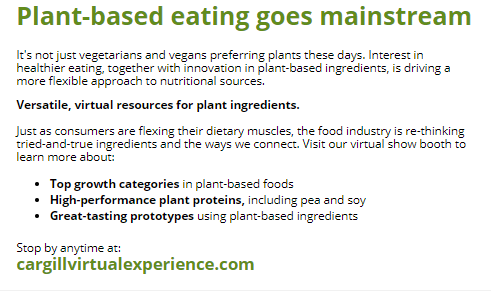 Plant-based eating goes mainstream
It's not just vegetarians and vegans preferring plants these days. Interest in
healthier eating, together with innovation in plant-based ingredients, is driving a
more flexible approach to nutritional sources.
Versatile, virtual resources for plant ingredients.
Just as consumers are flexing their dietary muscles, the food industry is re-thinking
tried-and-true ingredients and the ways we connect. Visit our virtual show booth to
learn more about:
• Top growth categories in plant-based foods
• High-performance plant proteins, including pea and soy
• Great-tasting prototypes using plant-based ingredients
Stop by anytime at:
cargillvirtualexperience.com